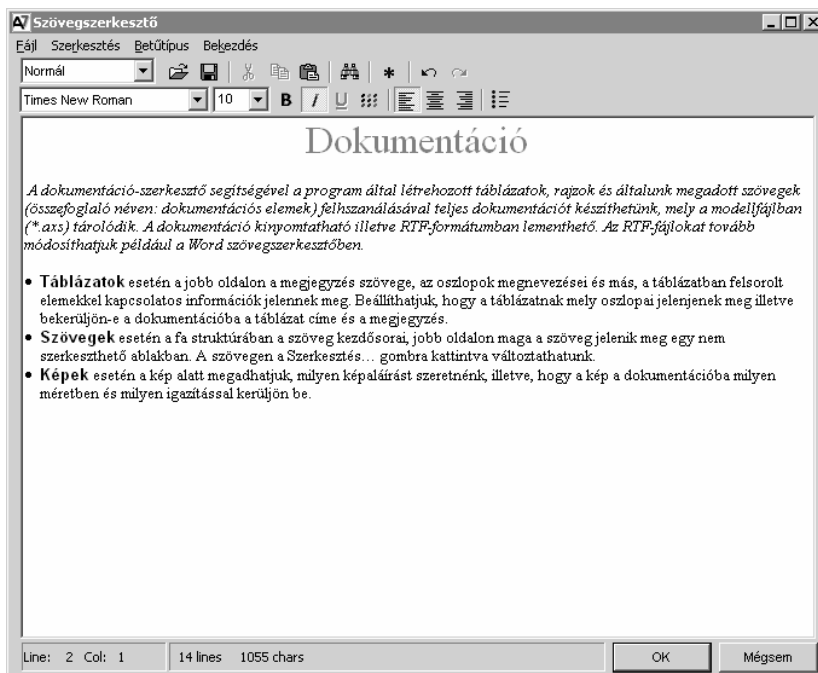 Szövegszerkesztő
Fájl Szerkesztés Betűtípus Bekezdés
Normál
Times New Roman 10 B I U
Dokumentáció
A dokumentáció-szerkesztő segítségével a program által létrehozott táblázatok, rajzok és általunk megadott szövegek
(összefoglaló néven: dokumentációs elemek) felhszanálásával teljes dokumentációt készíthetünk, mely a modellfájlban
(*.axs) tárolódik. A dokumentáció kinyomtatható illetve RTF-formátumban lementhető. Az RTF-fájlokat tovább
módosíthatjuk például a Word szövegszerkesztőben.
• Táblázatok esetén a jobb oldalon a megjegyzés szövege, az oszlopok megnevezései és más, a táblázatban felsorolt
elemekkel kapcsolatos információk jelennek meg. Beállíthatjuk, hogy a táblázatnak mely oszlopai jelenjenek meg illetve
bekerüljön-e a dokumentációba a táblázat címe és a megjegyzés.
• Szövegek esetén a fa struktúrában a szöveg kezdősorai, jobb oldalon maga a szöveg jelenik meg egy nem
szerkeszthető ablakban. A szövegen a Szerkesztés… gombra kattintva változtathatunk.
• Képek esetén a kép alatt megadhatjuk, milyen képaláírást szeretnénk, illetve, hogy a kép a dokumentációba milyen
méretben és milyen igazítással kerüljön be.
Line: 2 Col: 1 14 lines 1055 chars OK Mégsem